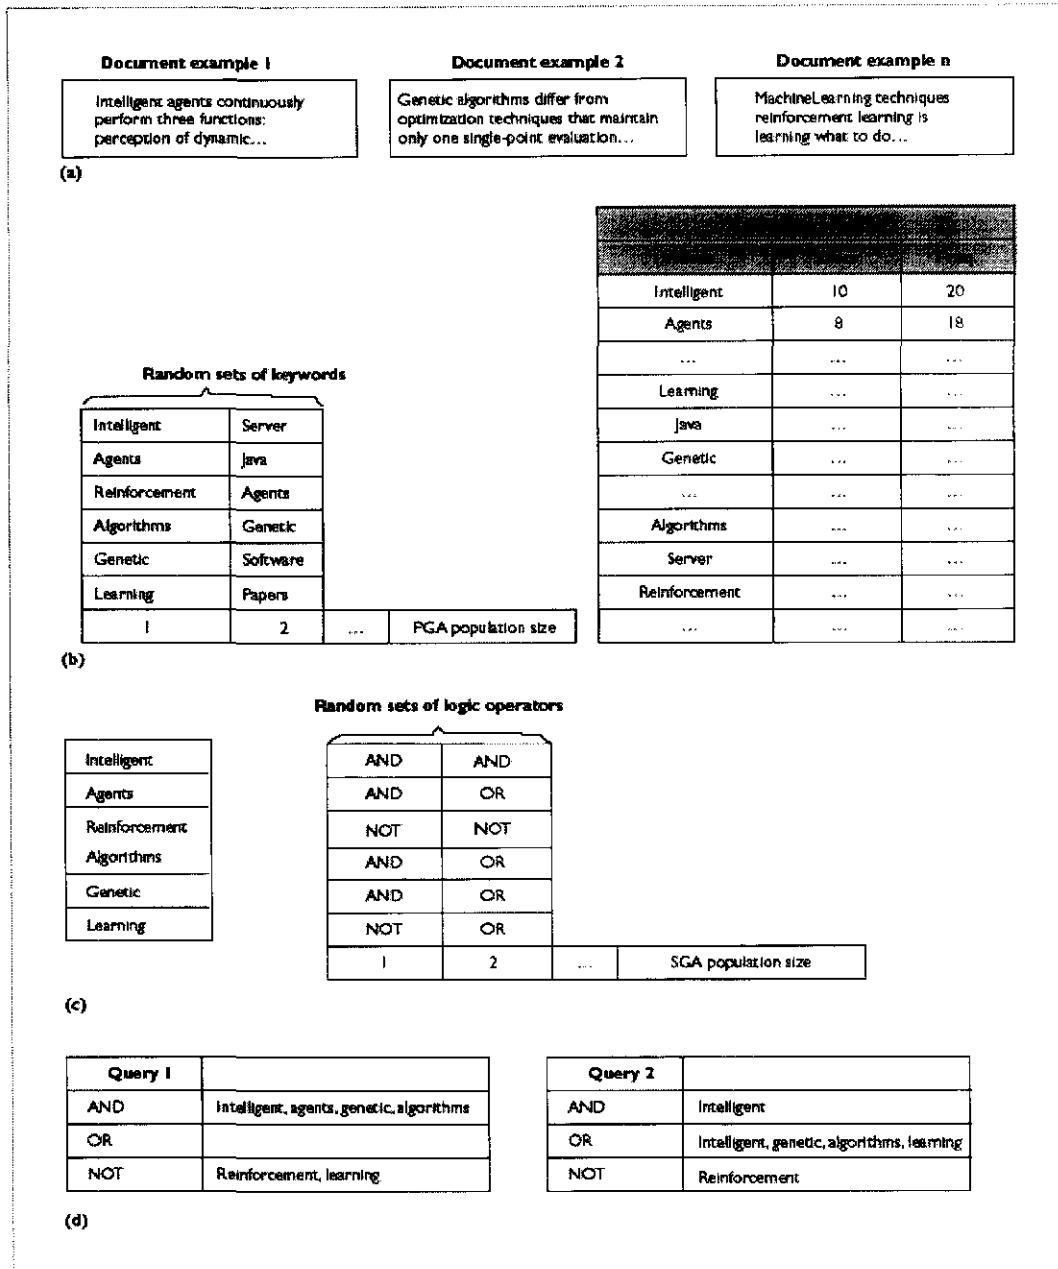 Document example 1
Intelligent agents continuously
perform three functions:
perception of dynamic...
Document example 2
Genetic algorithms differ from
optimization techniques that maintain
only one single-point evaluation...
Document example n
MachineLearning techniques
reinforcement learning is
learning what to do...
(a)
Random sets of keywords
Intelligent Server
Agents Java
Reinforcement Agents
Algorithms Genetic
Genetic Software
Learning Papers
1 2 ... PGA population size
Intelligent 10 20
Agents 8 18
... ... ...
Learning ... ...
Java ... ...
Genetic ... ...
... ... ...
Algorithms ... ...
Server ... ...
Reinforcement ... ...
... ... ...
(b)
Intelligent
Agents
Reinforcement
Algorithms
Genetic
Learning
Random sets of logic operators
AND AND
AND OR
NOT NOT
AND OR
AND OR
NOT OR
1 2 ... SGA population size
(c)
Query 1
AND Intelligent, agents, genetic, algorithms
OR
NOT Reinforcement, learning
Query 2
AND Intelligent
OR Intelligent, genetic, algorithms, learning
NOT Reinforcement
(d)